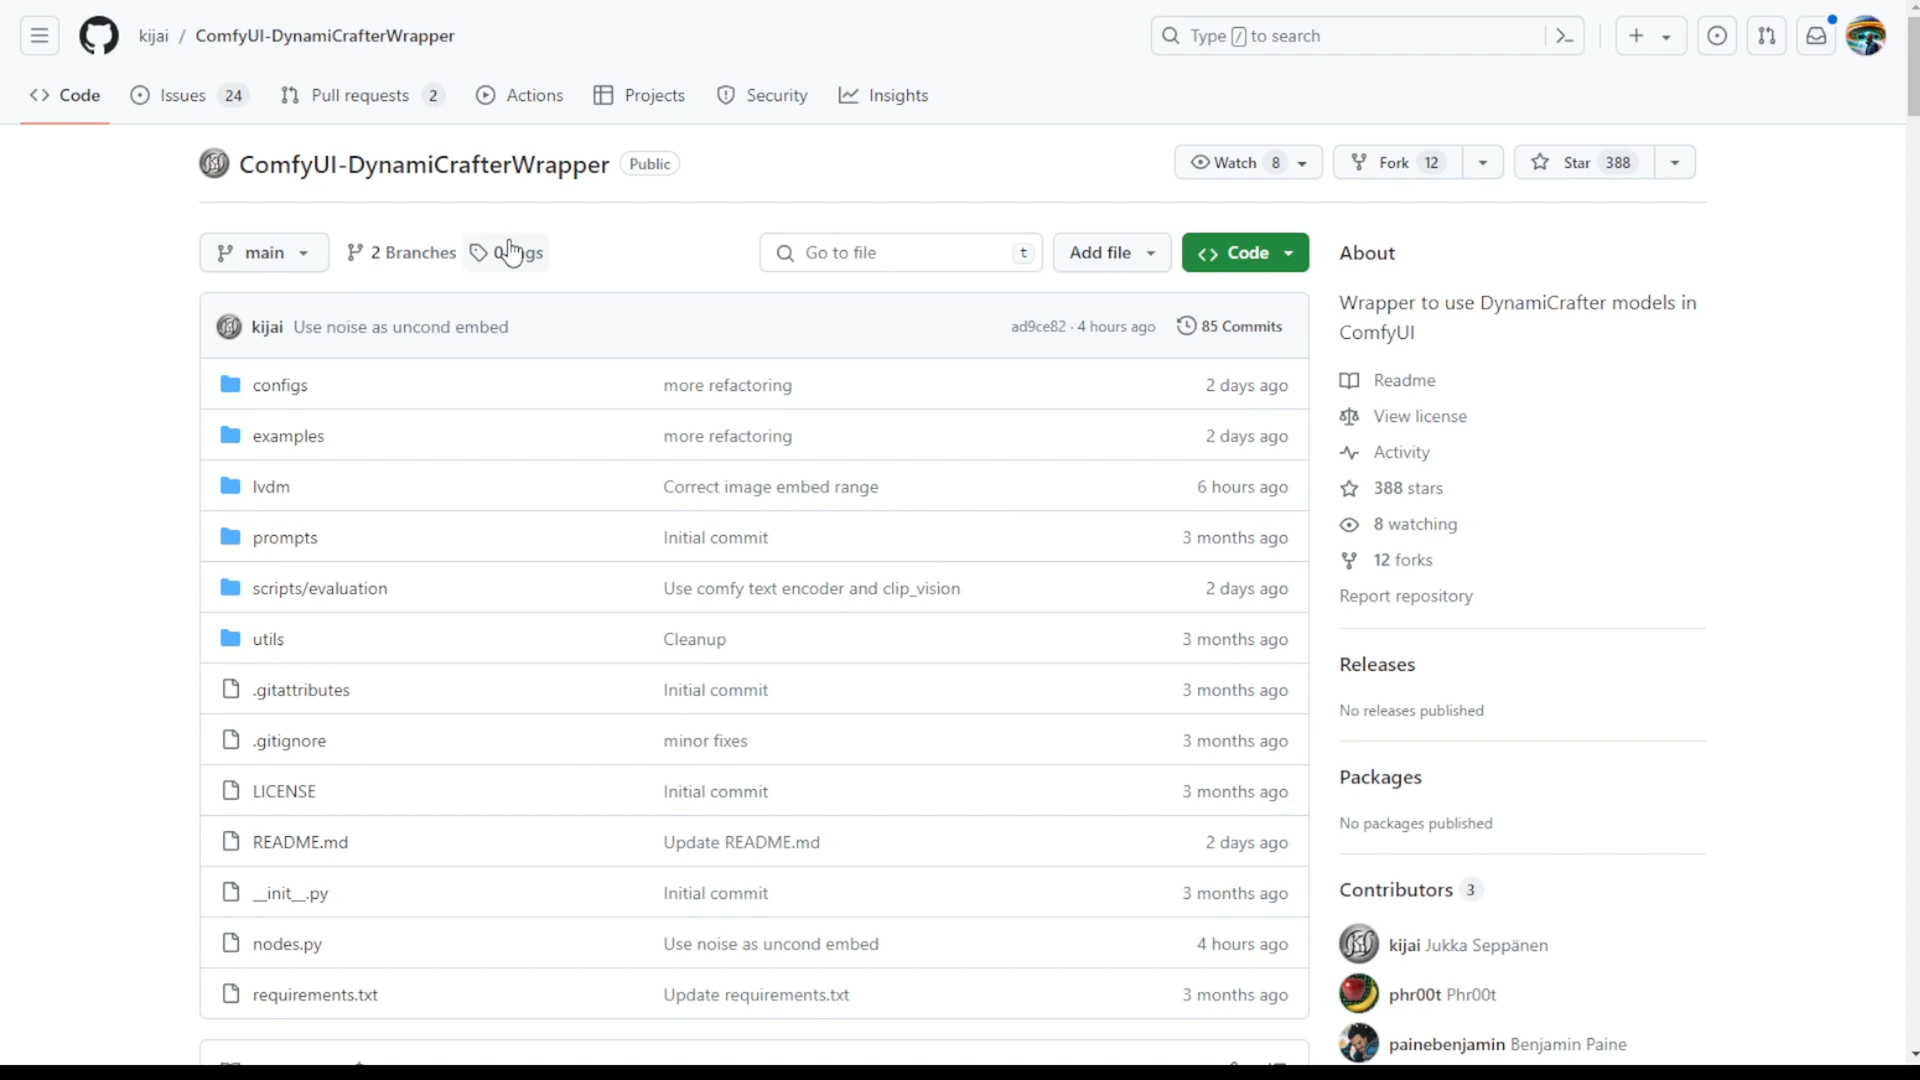 kijai / ComfyUI-DynamiCrafterWrapper
Type / to search
Code
Issues 24
Pull requests 2
Actions
Projects
Security
Insights
ComfyUI-DynamiCrafterWrapper Public
Watch 8
Fork 12
Star 388
main
2 Branches
Go to file t
Add file
Code
kijai Use noise as uncond embed ad9ce82 · 4 hours ago 85 Commits
configs more refactoring 2 days ago
examples more refactoring 2 days ago
lvdm Correct image embed range 6 hours ago
prompts Initial commit 3 months ago
scripts/evaluation Use comfy text encoder and clip_vision 2 days ago
utils Cleanup 3 months ago
.gitattributes Initial commit 3 months ago
.gitignore minor fixes 3 months ago
LICENSE Initial commit 3 months ago
README.md Update README.md 2 days ago
__init__.py Initial commit 3 months ago
nodes.py Use noise as uncond embed 4 hours ago
requirements.txt Update requirements.txt 3 months ago
About
Wrapper to use DynamiCrafter models in
ComfyUI
Readme
View license
Activity
388 stars
8 watching
12 forks
Report repository
Releases
No releases published
Packages
No packages published
Contributors 3
kijai Jukka Seppänen
phr00t Phr00t
painebenjamin Benjamin Paine